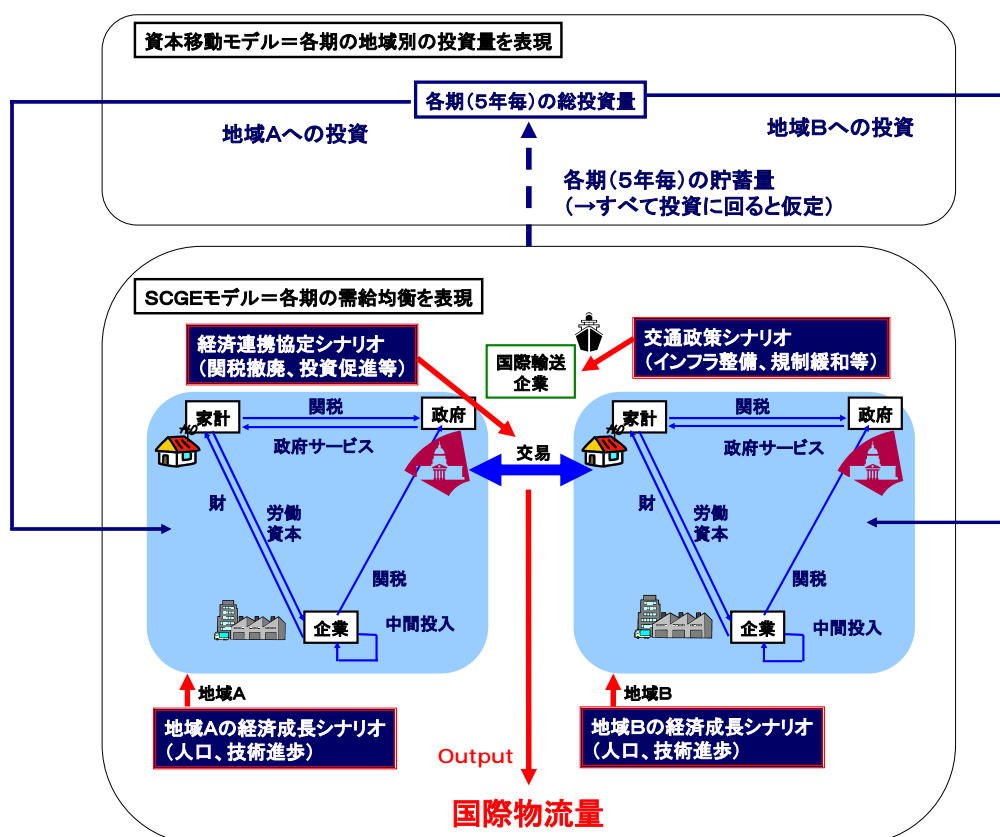 資本移動モデル=各期の地域別の投資量を表現
各期(5年毎)の総投資量
地域Aへの投資
地域Bへの投資
各期(5年毎)の貯蓄量
(→すべて投資に回ると仮定)
SCGEモデル=各期の需給均衡を表現
経済連携協定シナリオ
(関税撤廃、投資促進等)
国際輸送
企業
交通政策シナリオ
(インフラ整備、規制緩和等)
家計
関税
政府
政府サービス
財
労働
資本
関税
企業
中間投入
交易
家計
関税
政府
政府サービス
財
労働
資本
関税
企業
中間投入
地域A
地域Aの経済成長シナリオ
(人口、技術進歩)
地域B
地域Bの経済成長シナリオ
(人口、技術進歩)
Output
国際物流量